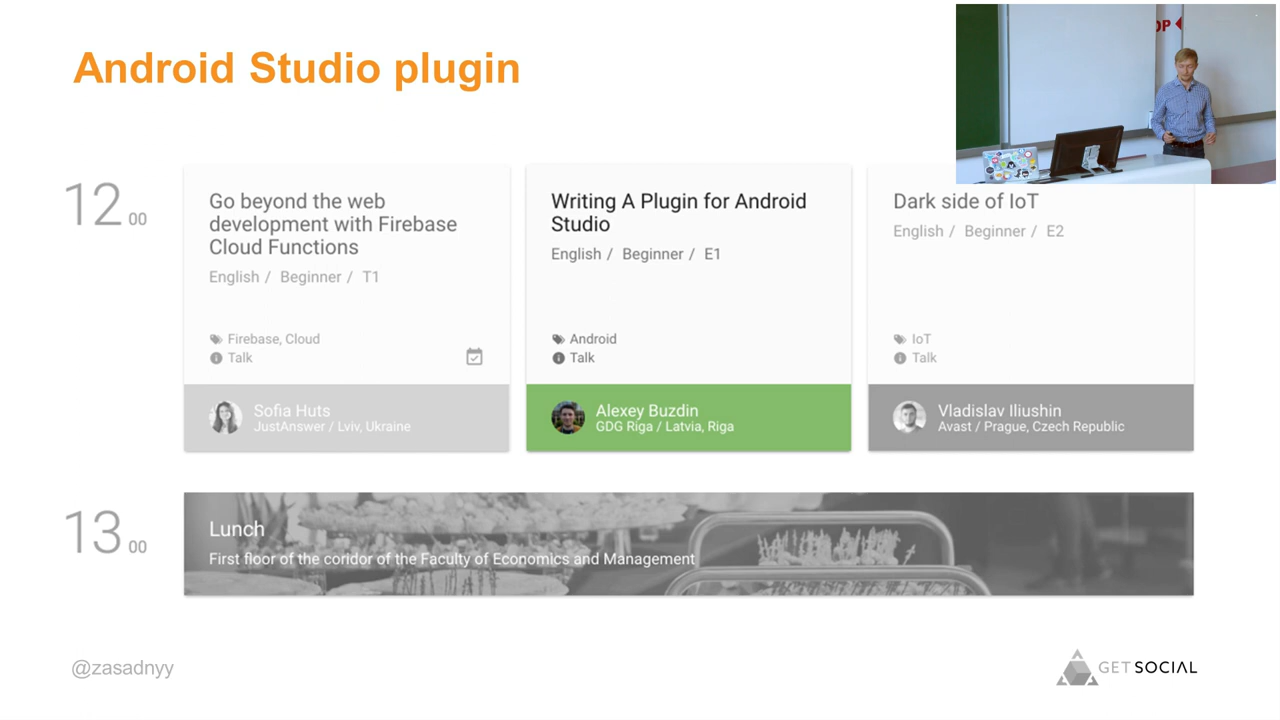 Android Studio plugin
OP
12 00
Go beyond the web
development with Firebase
Cloud Functions
English / Beginner / T1
Firebase, Cloud
Talk
Sofia Huts
JustAnswer / Lviv, Ukraine
Writing A Plugin for Android
Studio
English / Beginner / E1
Android
Talk
Alexey Buzdin
GDG Riga / Latvia, Riga
Dark side of IoT
English / Beginner / E2
IoT
Talk
Vladislav Iliushin
Avast / Prague, Czech Republic
13 00
Lunch
First floor of the coridor of the Faculty of Economics and Management
@zasadnyy
GETSOCIAL